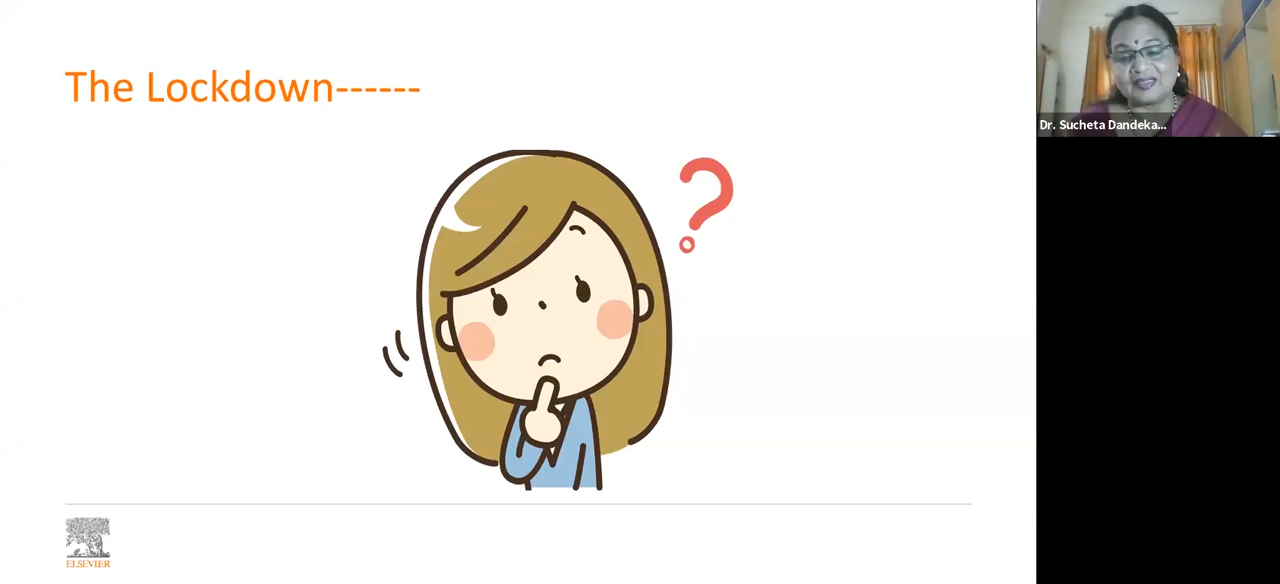 The Lockdown------
Dr. Sucheta Dandeka...
?
ELSEVIER